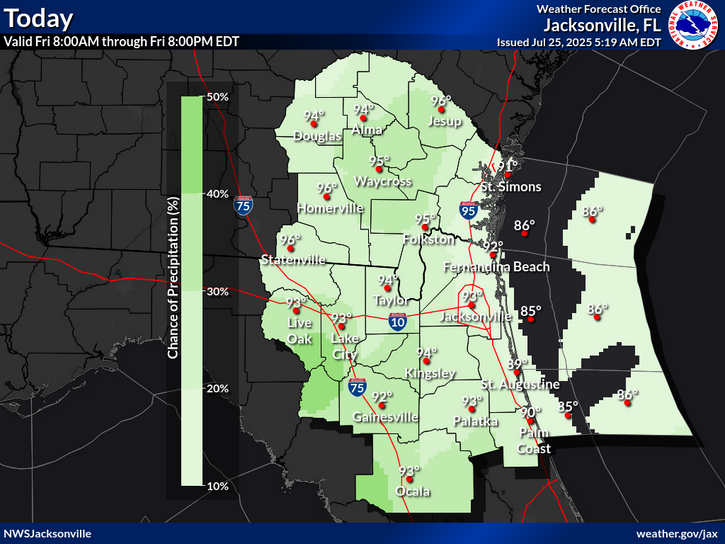 Today
Valid Fri 8:00AM through Fri 8:00PM EDT
Weather Forecast Office
Jacksonville, FL
Issued Jul 25, 2025 5:19 AM EDT
NATIONAL WEATHER SERVICE
Chance of Precipitation (%)
50%
40%
30%
20%
10%
94°
Douglas
94°
Alma
96°
Jesup
95°
Waycross
91°
St. Simons
96°
Homerville
75
95
86°
86°
95°
Folkston
96°
Statenville
92°
Fernandina Beach
94°
Taylor
93°
Live
Oak
93°
Lake
City
10
93°
Jacksonville
85°
86°
94°
Kingsley
89°
St. Augustine
75
92°
Gainesville
93°
Palatka
90°
Palm
Coast
85°
86°
93°
Ocala
NWSJacksonville
weather.gov/jax